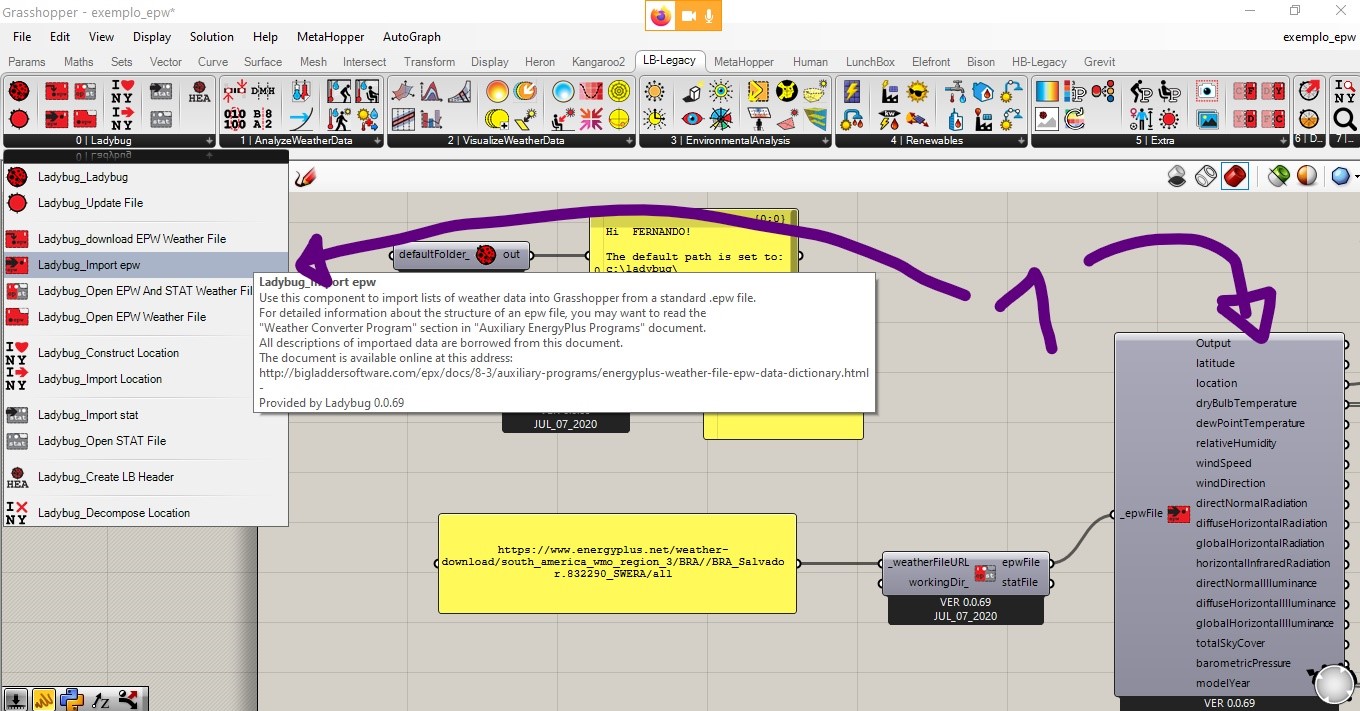 Grasshopper - exemplo_epw*
File Edit View Display Solution Help MetaHopper AutoGraph
exemplo_epw
Params Maths Sets Vector Curve Surface Mesh Intersect Transform Display Heron Kangaroo2 LB-Legacy MetaHopper Human LunchBox Elefront Bison HB-Legacy Grevit
0 | Ladybug
1 | AnalyzeWeatherData
2 | VisualizeWeatherData
3 | EnvironmentalAnalysis
4 | Renewables
5 | Extra
6 | D...
7 |...
Ladybug_Ladybug
Ladybug_Update File
Ladybug_download EPW Weather File
Ladybug_Import epw
Ladybug_Open EPW And STAT Weather Fil
Ladybug_Open EPW Weather File
Ladybug_Construct Location
Ladybug_Import Location
Ladybug_Import stat
Ladybug_Open STAT File
Ladybug_Create LB Header
Ladybug_Decompose Location
defaultFolder_ out
{0;0}
Hi FERNANDO!
The default path is set to:
0 c:\ladybug\
Ladybug_Import epw
Use this component to import lists of weather data into Grasshopper from a standard .epw file.
For detailed information about the structure of an epw file, you may want to read the
"Weather Converter Program" section in "Auxiliary EnergyPlus Programs" document.
All descriptions of importaed data are borrowed from this document.
The document is available online at this address:
http://bigladdersoftware.com/epx/docs/8-3/auxiliary-programs/energyplus-weather-file-epw-data-dictionary.html
-
Provided by Ladybug 0.0.69
JUL_07_2020
1
https://www.energyplus.net/weather-
download/south_america_wmo_region_3/BRA//BRA_Salvado
r.832290_SWERA/all
_weatherFileURL epwFile
workingDir_ statFile
VER 0.0.69
JUL_07_2020
_epwFile
Output
latitude
location
dryBulbTemperature
dewPointTemperature
relativeHumidity
windSpeed
windDirection
directNormalRadiation
diffuseHorizontalRadiation
globalHorizontalRadiation
horizontalInfraredRadiation
directNormalIlluminance
diffuseHorizontalIlluminance
globalHorizontalIlluminance
totalSkyCover
barometricPressure
modelYear
VER 0.0.69